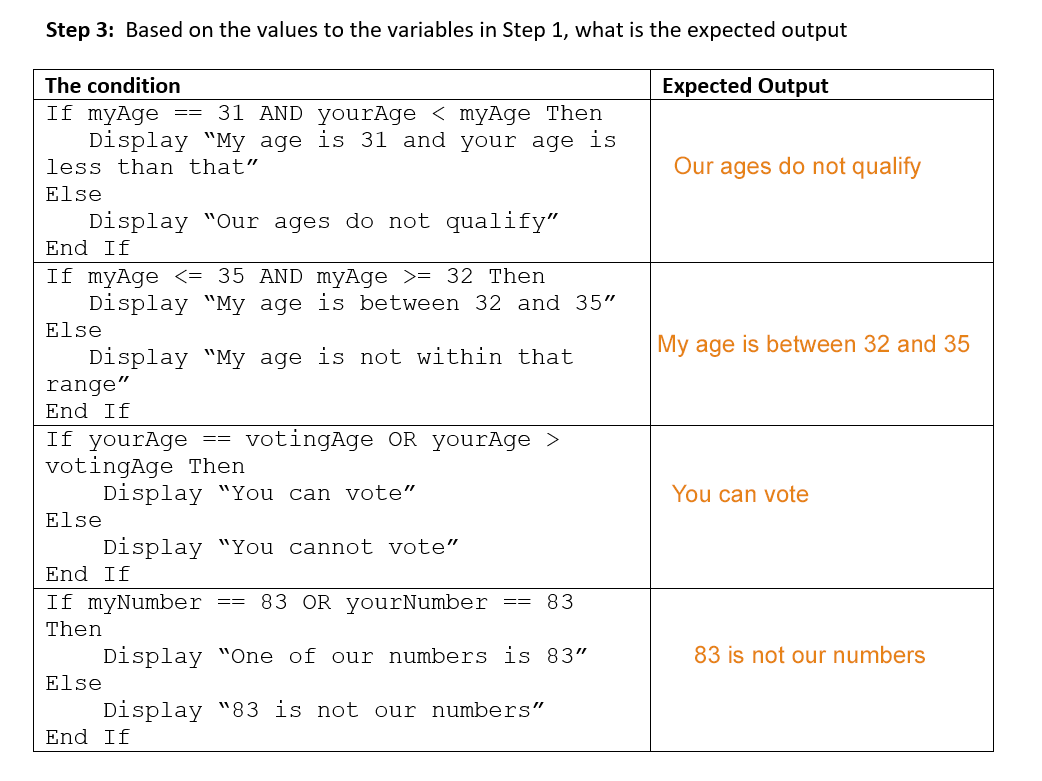 Step 3: Based on the values to the variables in Step 1, what is the expected output
The condition
Expected Output
If myAge == 31 AND yourAge < myAge Then
Display “My age is 31 and your age is
less than that”
Else
Display “Our ages do not qualify”
End If
Our ages do not qualify
If myAge <= 35 AND myAge >= 32 Then
Display “My age is between 32 and 35”
Else
Display “My age is not within that
range”
End If
My age is between 32 and 35
If yourAge == votingAge OR yourAge >
votingAge Then
Display “You can vote”
Else
Display “You cannot vote”
End If
You can vote
If myNumber == 83 OR yourNumber == 83
Then
Display “One of our numbers is 83”
Else
Display “83 is not our numbers”
End If
83 is not our numbers